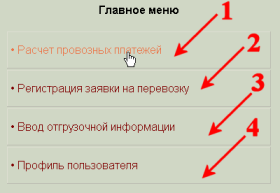 Главное меню
1
• Расчет провозных платежей
2
• Регистрация заявки на перевозку
3
• Ввод отгрузочной информации
4
• Профиль пользователя